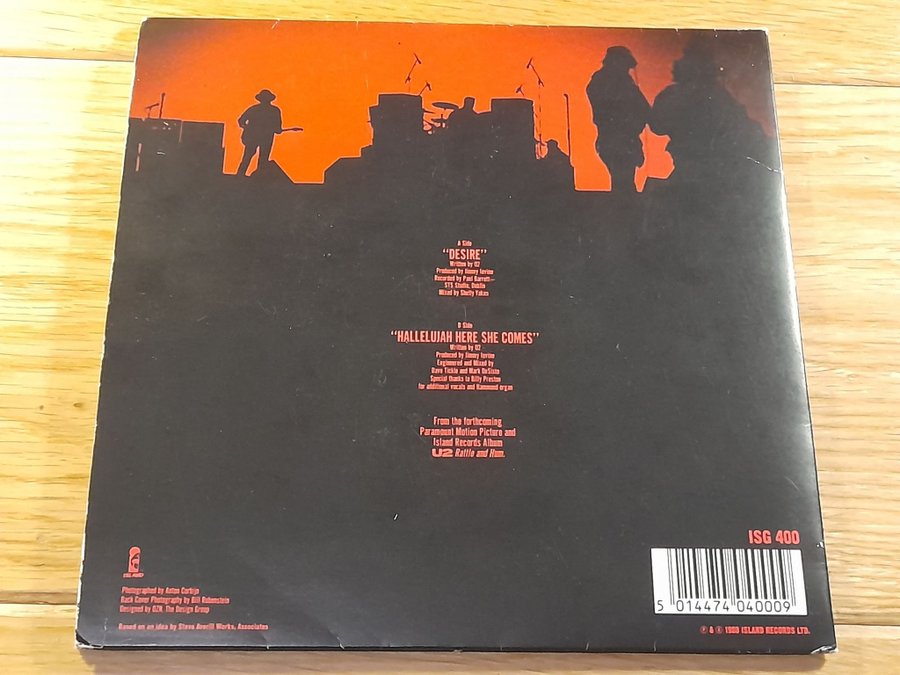 A Side
"DESIRE"
Written by U2
Produced by Jimmy Iovine
Recorded by Paul Barrett—
STS Studio, Dublin
Mixed by Shelly Yakus
B Side
"HALLELUJAH HERE SHE COMES"
Written by U2
Produced by Jimmy Iovine
Engineered and Mixed by
Dave Tickle and Mark DeSisto
Special thanks to Billy Preston
for additional vocals and Hammond organ
From the forthcoming
Paramount Motion Picture and
Island Records Album
U2 Rattle and Hum.
ISG 400
5 014474 040009
ISLAND
Photographed by Anton Corbijn
Back Cover Photography by Bill Rubenstein
Designed by DZN, The Design Group
Based on an idea by Steve Averill Works, Associates
℗ & © 1988 ISLAND RECORDS LTD.